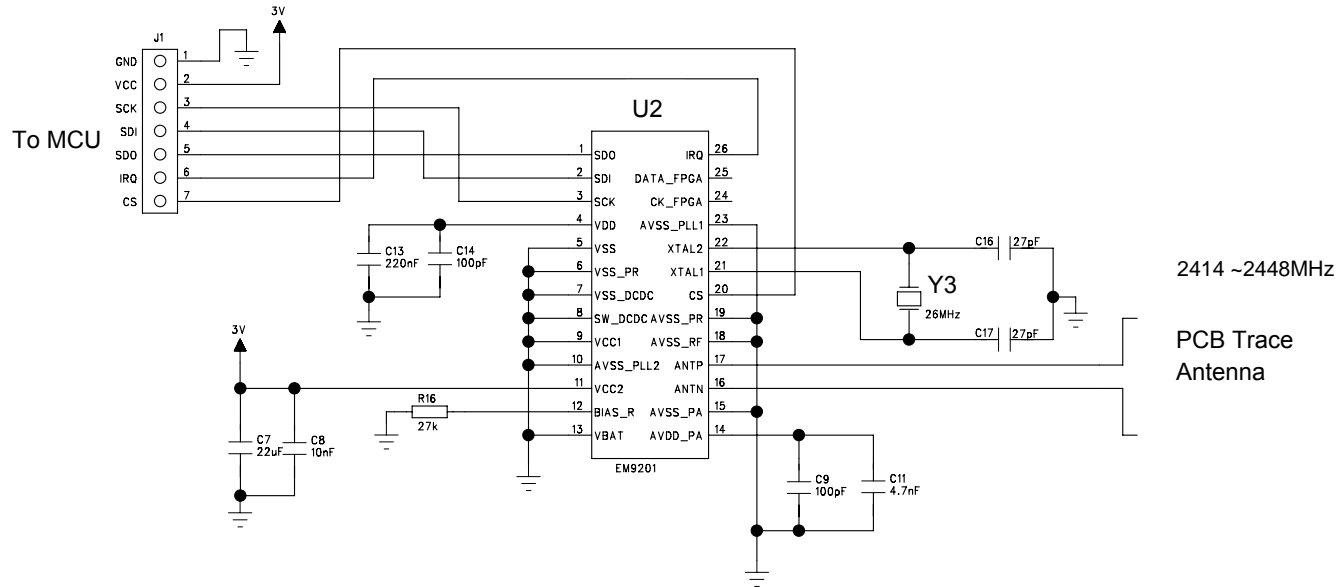 3V
J1
GND 1
VCC 2
SCK 3
SDI 4
SDO 5
IRQ 6
CS 7
To MCU
U2
1 SDO IRQ 26
2 SDI DATA_FPGA 25
3 SCK CK_FPGA 24
4 VDD AVSS_PLL1 23
5 VSS XTAL2 22
6 VSS_PR XTAL1 21
7 VSS_DCDC CS 20
8 SW_DCDC AVSS_PR 19
9 VCC1 AVSS_RF 18
10 AVSS_PLL2 ANTP 17
11 VCC2 ANTN 16
12 BIAS_R AVSS_PA 15
13 VBAT AVDD_PA 14
EM9201
C13
220nF
C14
100pF
3V
C7
22uF
C8
10nF
R16
27k
C16 27pF
Y3
26MHz
C17 27pF
C9
100pF
C11
4.7nF
2414 ~2448MHz
PCB Trace
Antenna